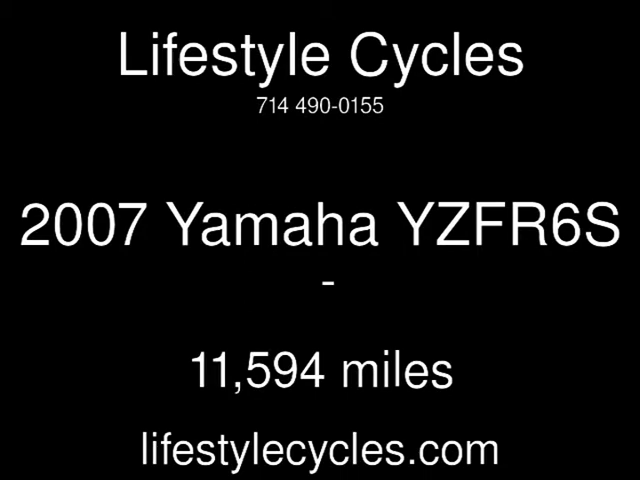 Lifestyle Cycles
714 490-0155
2007 Yamaha YZFR6S
-
11,594 miles
lifestylecycles.com